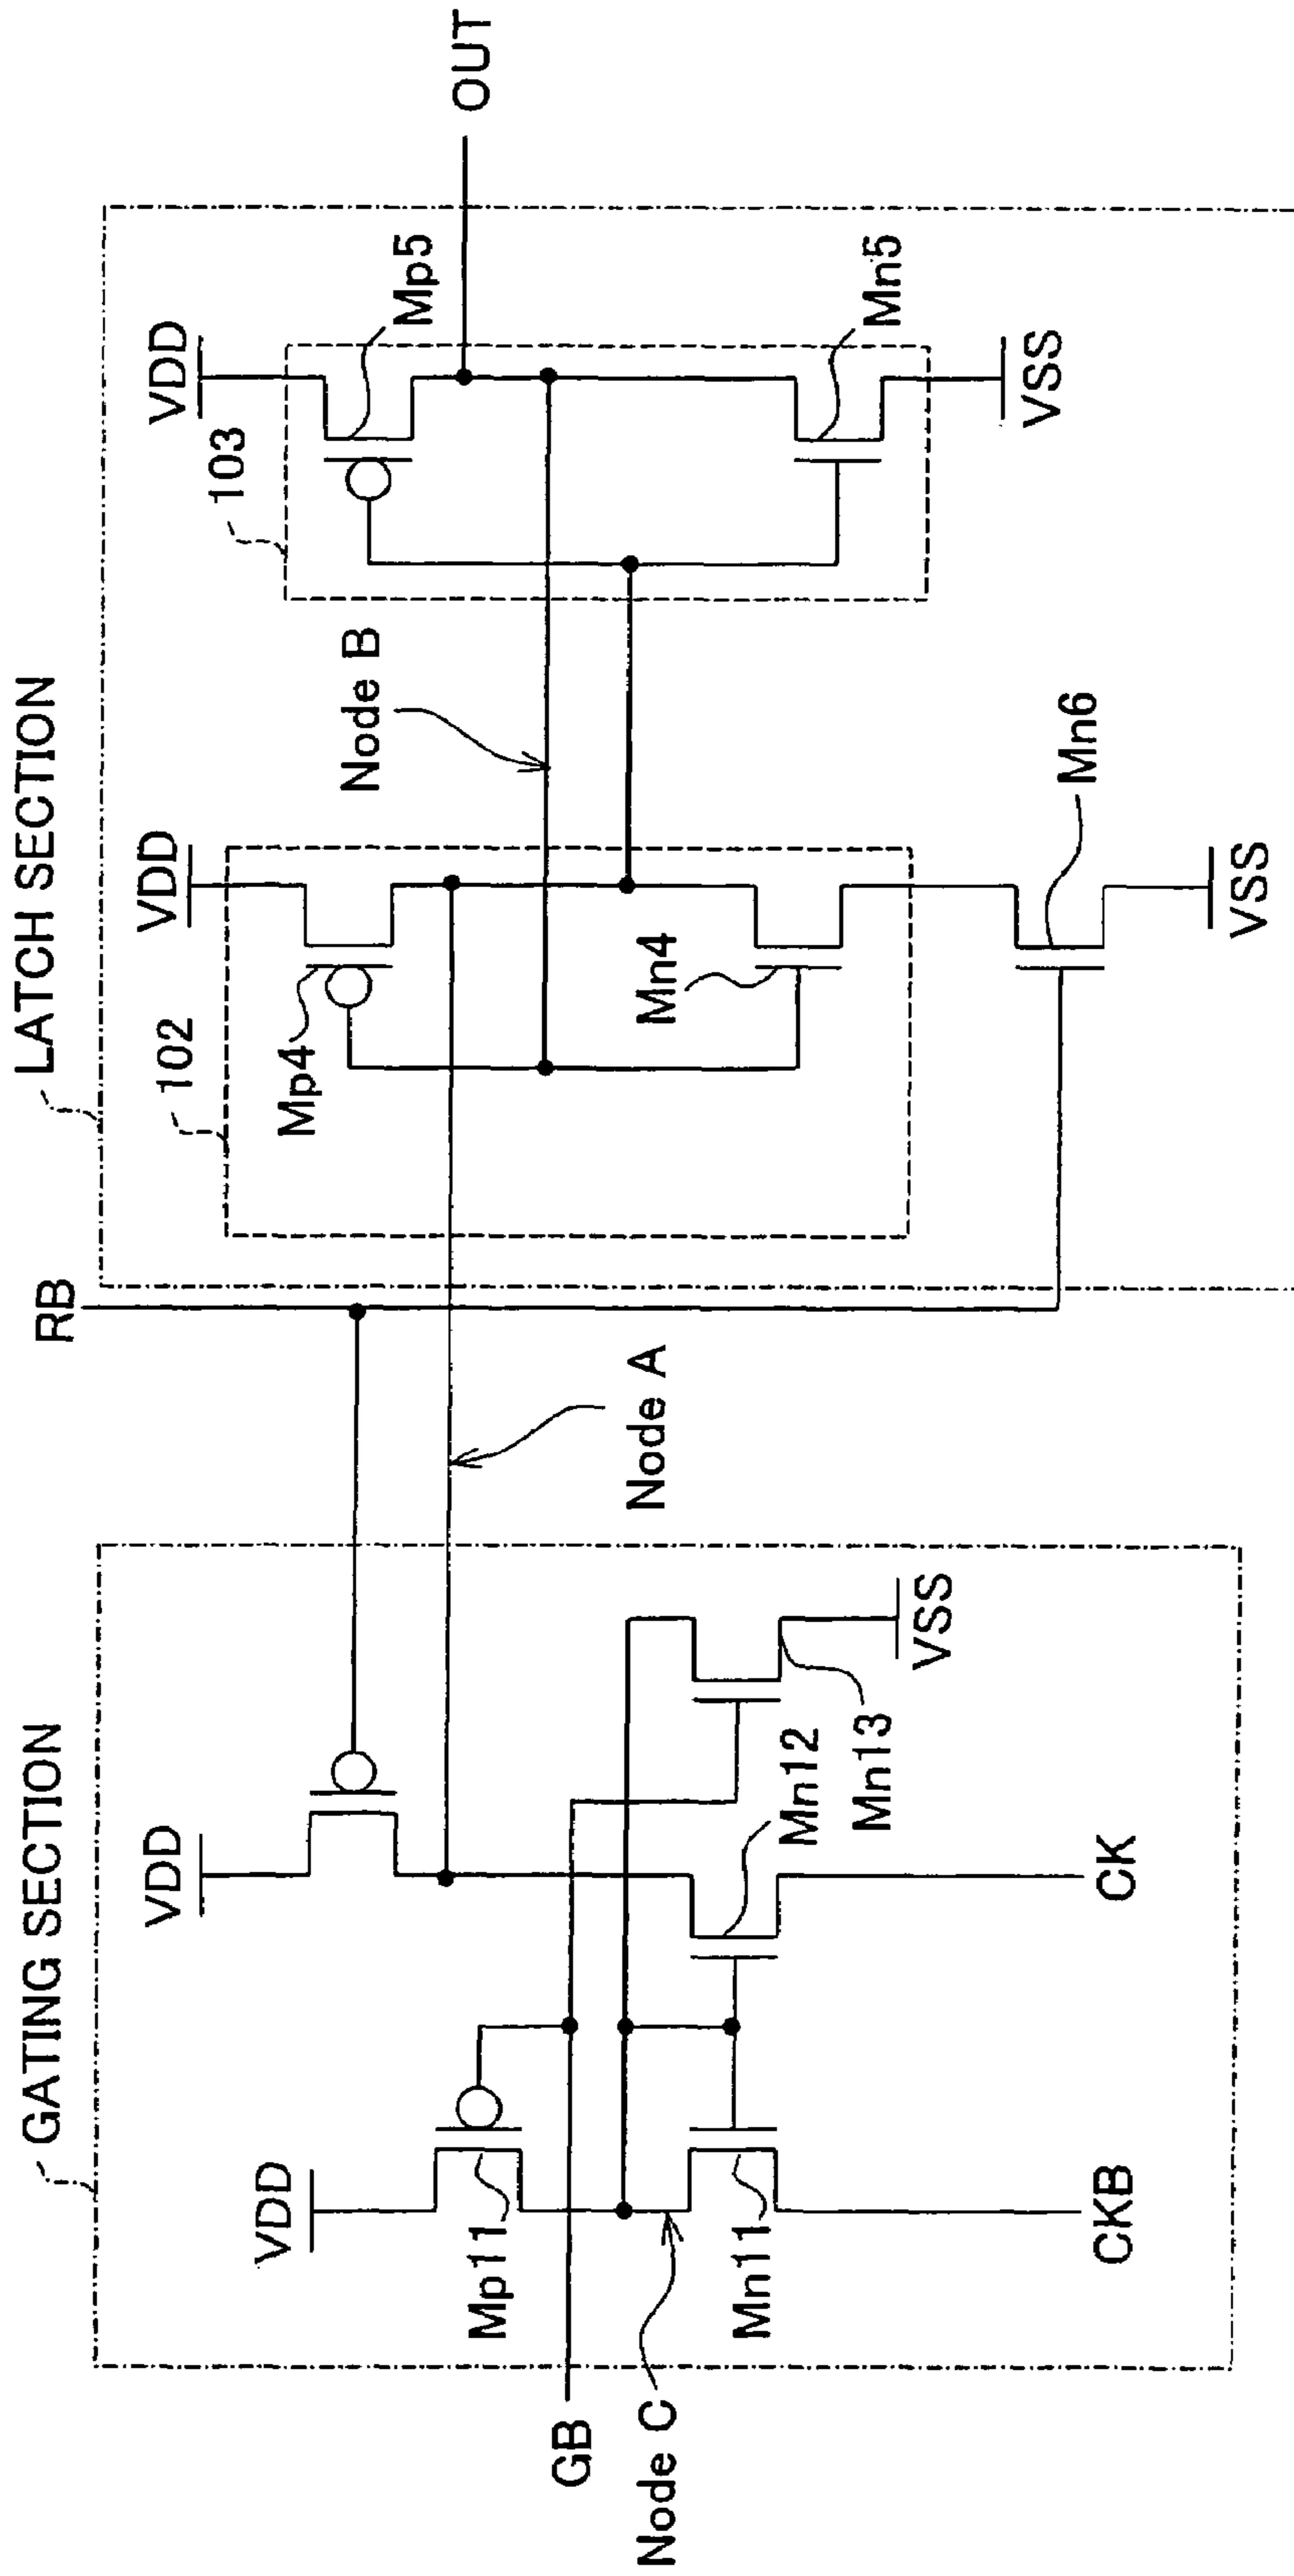 GATING SECTION
LATCH SECTION
RB
VDD
VDD
VDD
VDD
102
103
Mp11
Mp4
Mp5
OUT
GB
Node C
Node A
Node B
Mn11
Mn12
Mn13
Mn4
Mn5
Mn6
VSS
VSS
VSS
CKB
CK